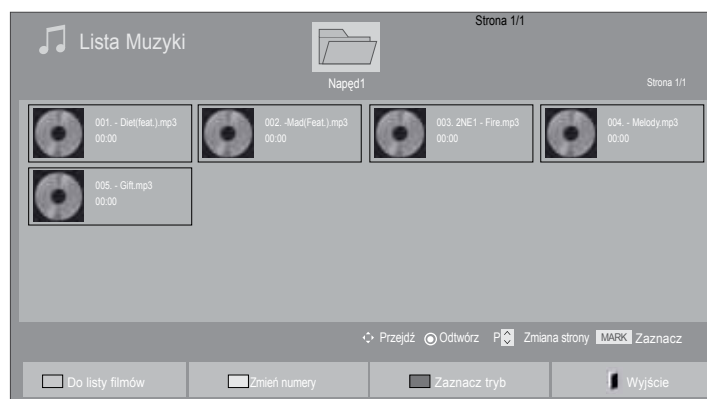 Strona 1/1
Lista Muzyki
Napęd1
Strona 1/1
001. - Diet(feat.).mp3
00:00
002. -Mad(Feat.).mp3
00:00
003. 2NE1 - Fire.mp3
00:00
004. - Melody.mp3
00:00
005. - Gift.mp3
00:00
Przejdź Odtwórz P Zmiana strony MARK Zaznacz
Do listy filmów
Zmień numery
Zaznacz tryb
Wyjście